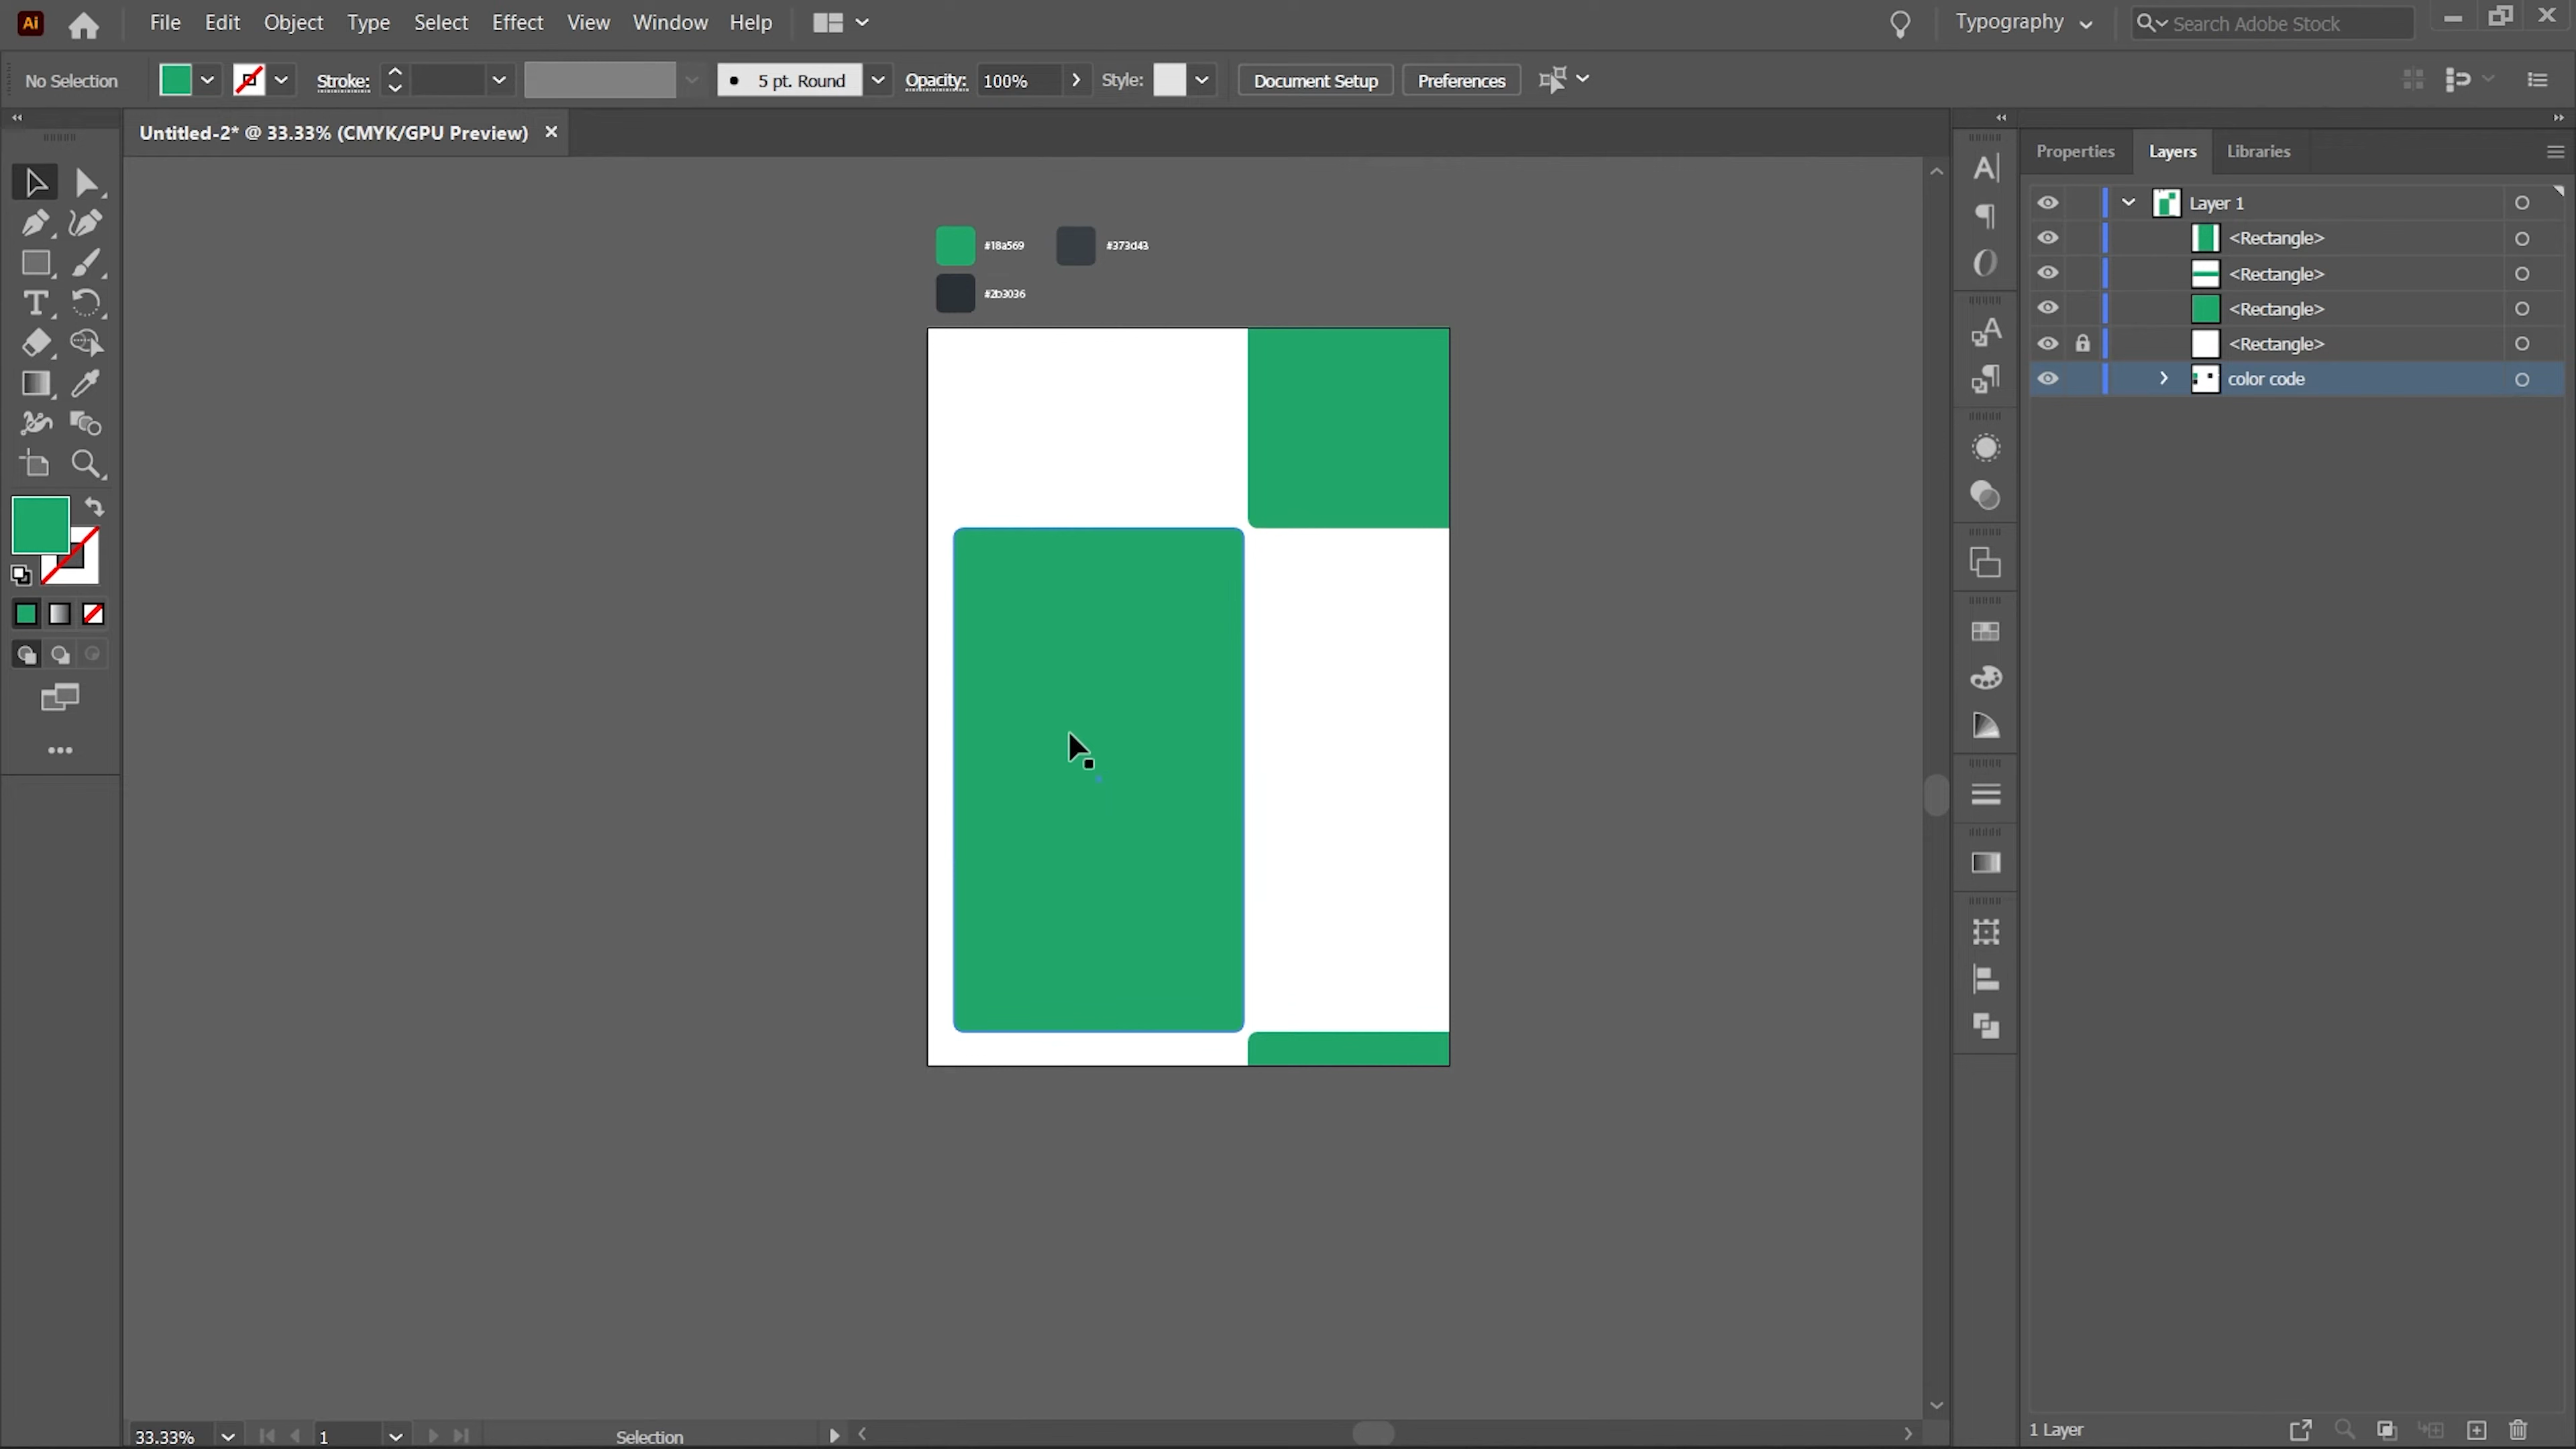 Ai File Edit Object Type Select Effect View Window Help Typography Search Adobe Stock
No Selection Stroke: 5 pt. Round Opacity: 100% Style: Document Setup Preferences
Untitled-2* @ 33.33% (CMYK/GPU Preview)
Properties Layers Libraries
Layer 1
<Rectangle>
<Rectangle>
<Rectangle>
<Rectangle>
color code
#18a569 #373d43
#2b3036
33.33% 1 Selection
1 Layer